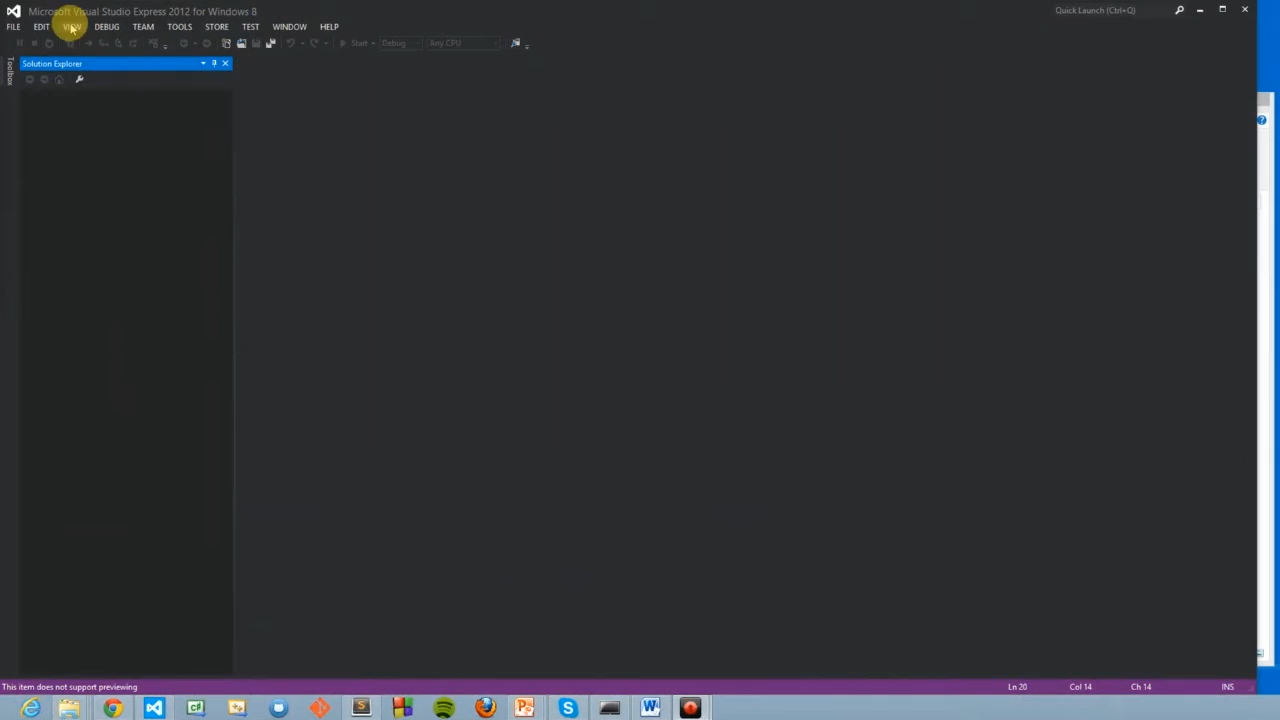 Microsoft Visual Studio Express 2012 for Windows 8
Quick Launch (Ctrl+Q)
FILE EDIT VIEW DEBUG TEAM TOOLS STORE TEST WINDOW HELP
Start Debug Any CPU
Toolbox
Solution Explorer
This item does not support previewing
Ln 20 Col 14 Ch 14 INS